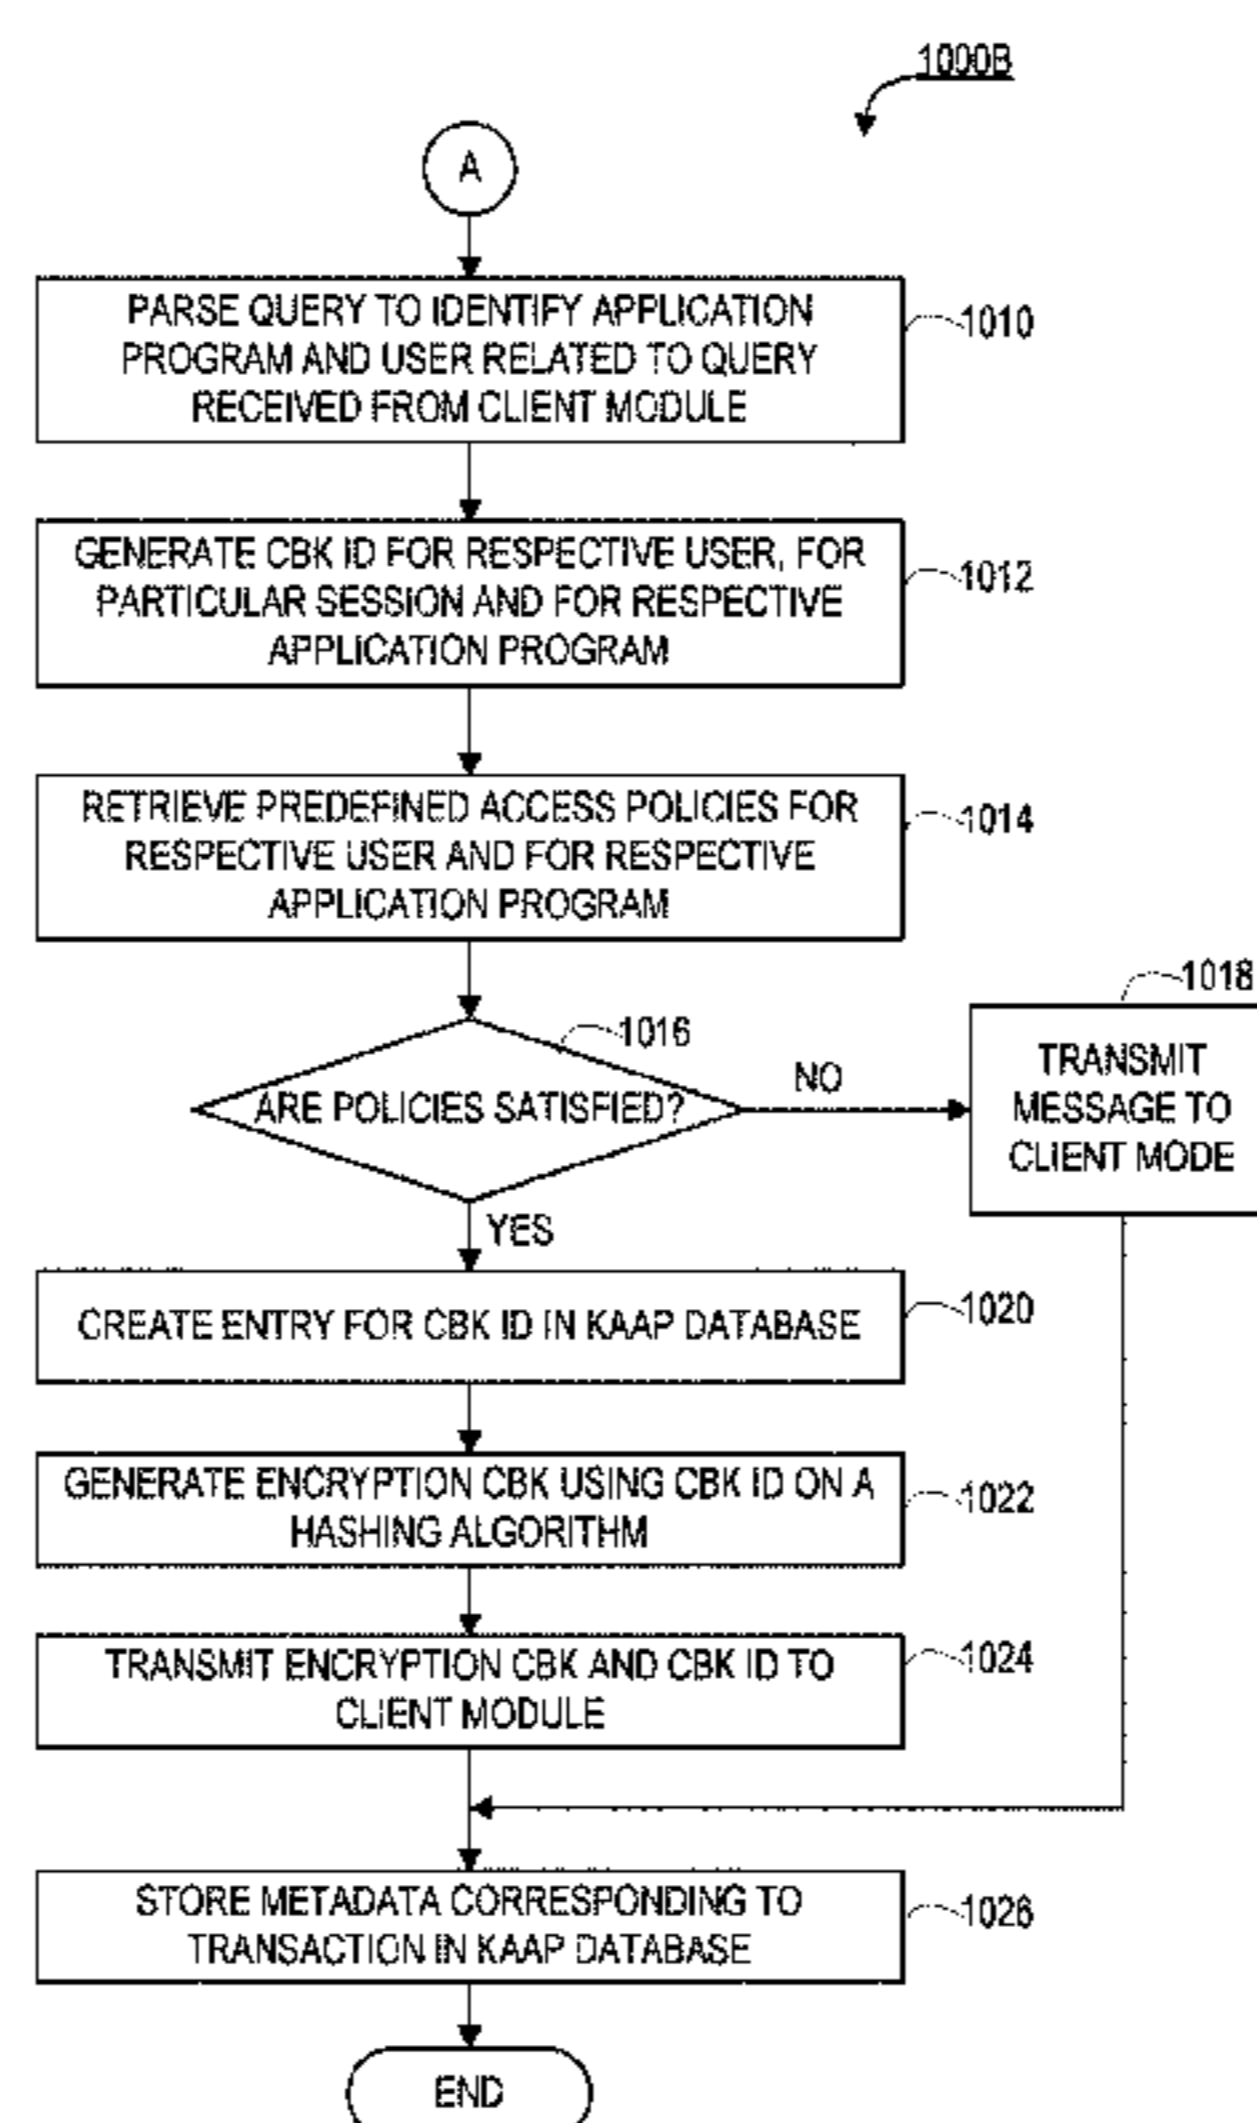 1000B
A
PARSE QUERY TO IDENTIFY APPLICATION
PROGRAM AND USER RELATED TO QUERY
RECEIVED FROM CLIENT MODULE
1010
GENERATE CBK ID FOR RESPECTIVE USER, FOR
PARTICULAR SESSION AND FOR RESPECTIVE
APPLICATION PROGRAM
1012
RETRIEVE PREDEFINED ACCESS POLICIES FOR
RESPECTIVE USER AND FOR RESPECTIVE
APPLICATION PROGRAM
1014
ARE POLICIES SATISFIED?
1016
NO
TRANSMIT
MESSAGE TO
CLIENT MODE
1018
YES
CREATE ENTRY FOR CBK ID IN KAAP DATABASE
1020
GENERATE ENCRYPTION CBK USING CBK ID ON A
HASHING ALGORITHM
1022
TRANSMIT ENCRYPTION CBK AND CBK ID TO
CLIENT MODULE
1024
STORE METADATA CORRESPONDING TO
TRANSACTION IN KAAP DATABASE
1026
END